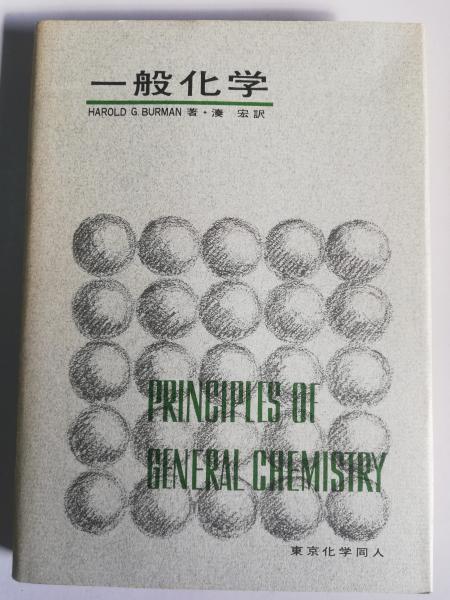 一般化学
HAROLD G. BURMAN 著・湊 宏訳
PRINCIPLES OF
GENERAL CHEMISTRY
東京化学同人